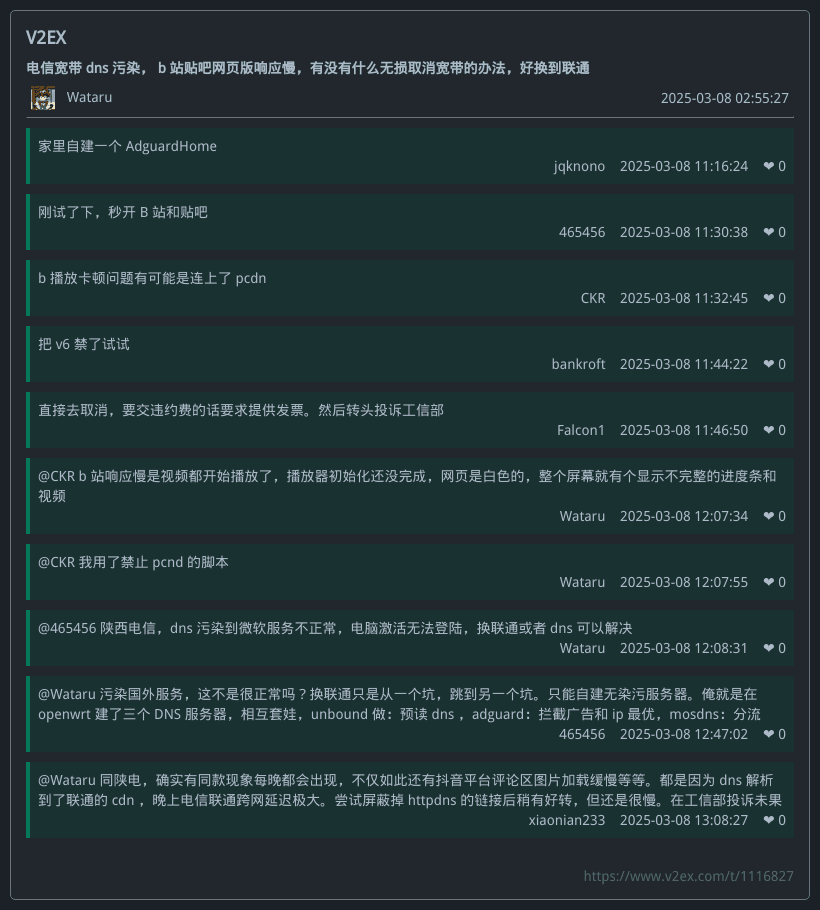 V2EX
电信宽带 dns 污染， b 站贴吧网页版响应慢，有没有什么无损取消宽带的办法，好换到联通
Wataru 2025-03-08 02:55:27
家里自建一个 AdguardHome
jqknono 2025-03-08 11:16:24 ❤ 0
刚试了下，秒开 B 站和贴吧
465456 2025-03-08 11:30:38 ❤ 0
b 播放卡顿问题有可能是连上了 pcdn
CKR 2025-03-08 11:32:45 ❤ 0
把 v6 禁了试试
bankroft 2025-03-08 11:44:22 ❤ 0
直接去取消，要交违约费的话要求提供发票。然后转头投诉工信部
Falcon1 2025-03-08 11:46:50 ❤ 0
@CKR b 站响应慢是视频都开始播放了，播放器初始化还没完成，网页是白色的，整个屏幕就有个显示不完整的进度条和
视频
Wataru 2025-03-08 12:07:34 ❤ 0
@CKR 我用了禁止 pcnd 的脚本
Wataru 2025-03-08 12:07:55 ❤ 0
@465456 陕西电信，dns 污染到微软服务不正常，电脑激活无法登陆，换联通或者 dns 可以解决
Wataru 2025-03-08 12:08:31 ❤ 0
@Wataru 污染国外服务，这不是很正常吗？换联通只是从一个坑，跳到另一个坑。只能自建无染污服务器。俺就是在
openwrt 建了三个 DNS 服务器，相互套娃，unbound 做：预读 dns ，adguard：拦截广告和 ip 最优，mosdns：分流
465456 2025-03-08 12:47:02 ❤ 0
@Wataru 同陕电，确实有同款现象每晚都会出现，不仅如此还有抖音平台评论区图片加载缓慢等等。都是因为 dns 解析
到了联通的 cdn ，晚上电信联通跨网延迟极大。尝试屏蔽掉 httpdns 的链接后稍有好转，但还是很慢。在工信部投诉未果
xiaonian233 2025-03-08 13:08:27 ❤ 0
https://www.v2ex.com/t/1116827